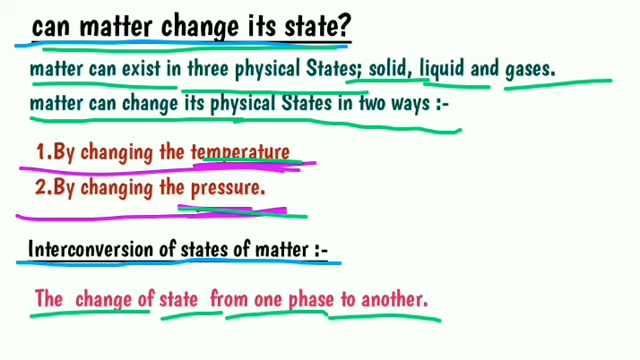 can matter change its state?
matter can exist in three physical States; solid, liquid and gases.
matter can change its physical States in two ways :-
1.By changing the temperature
2.By changing the pressure.
Interconversion of states of matter :-
The change of state from one phase to another.